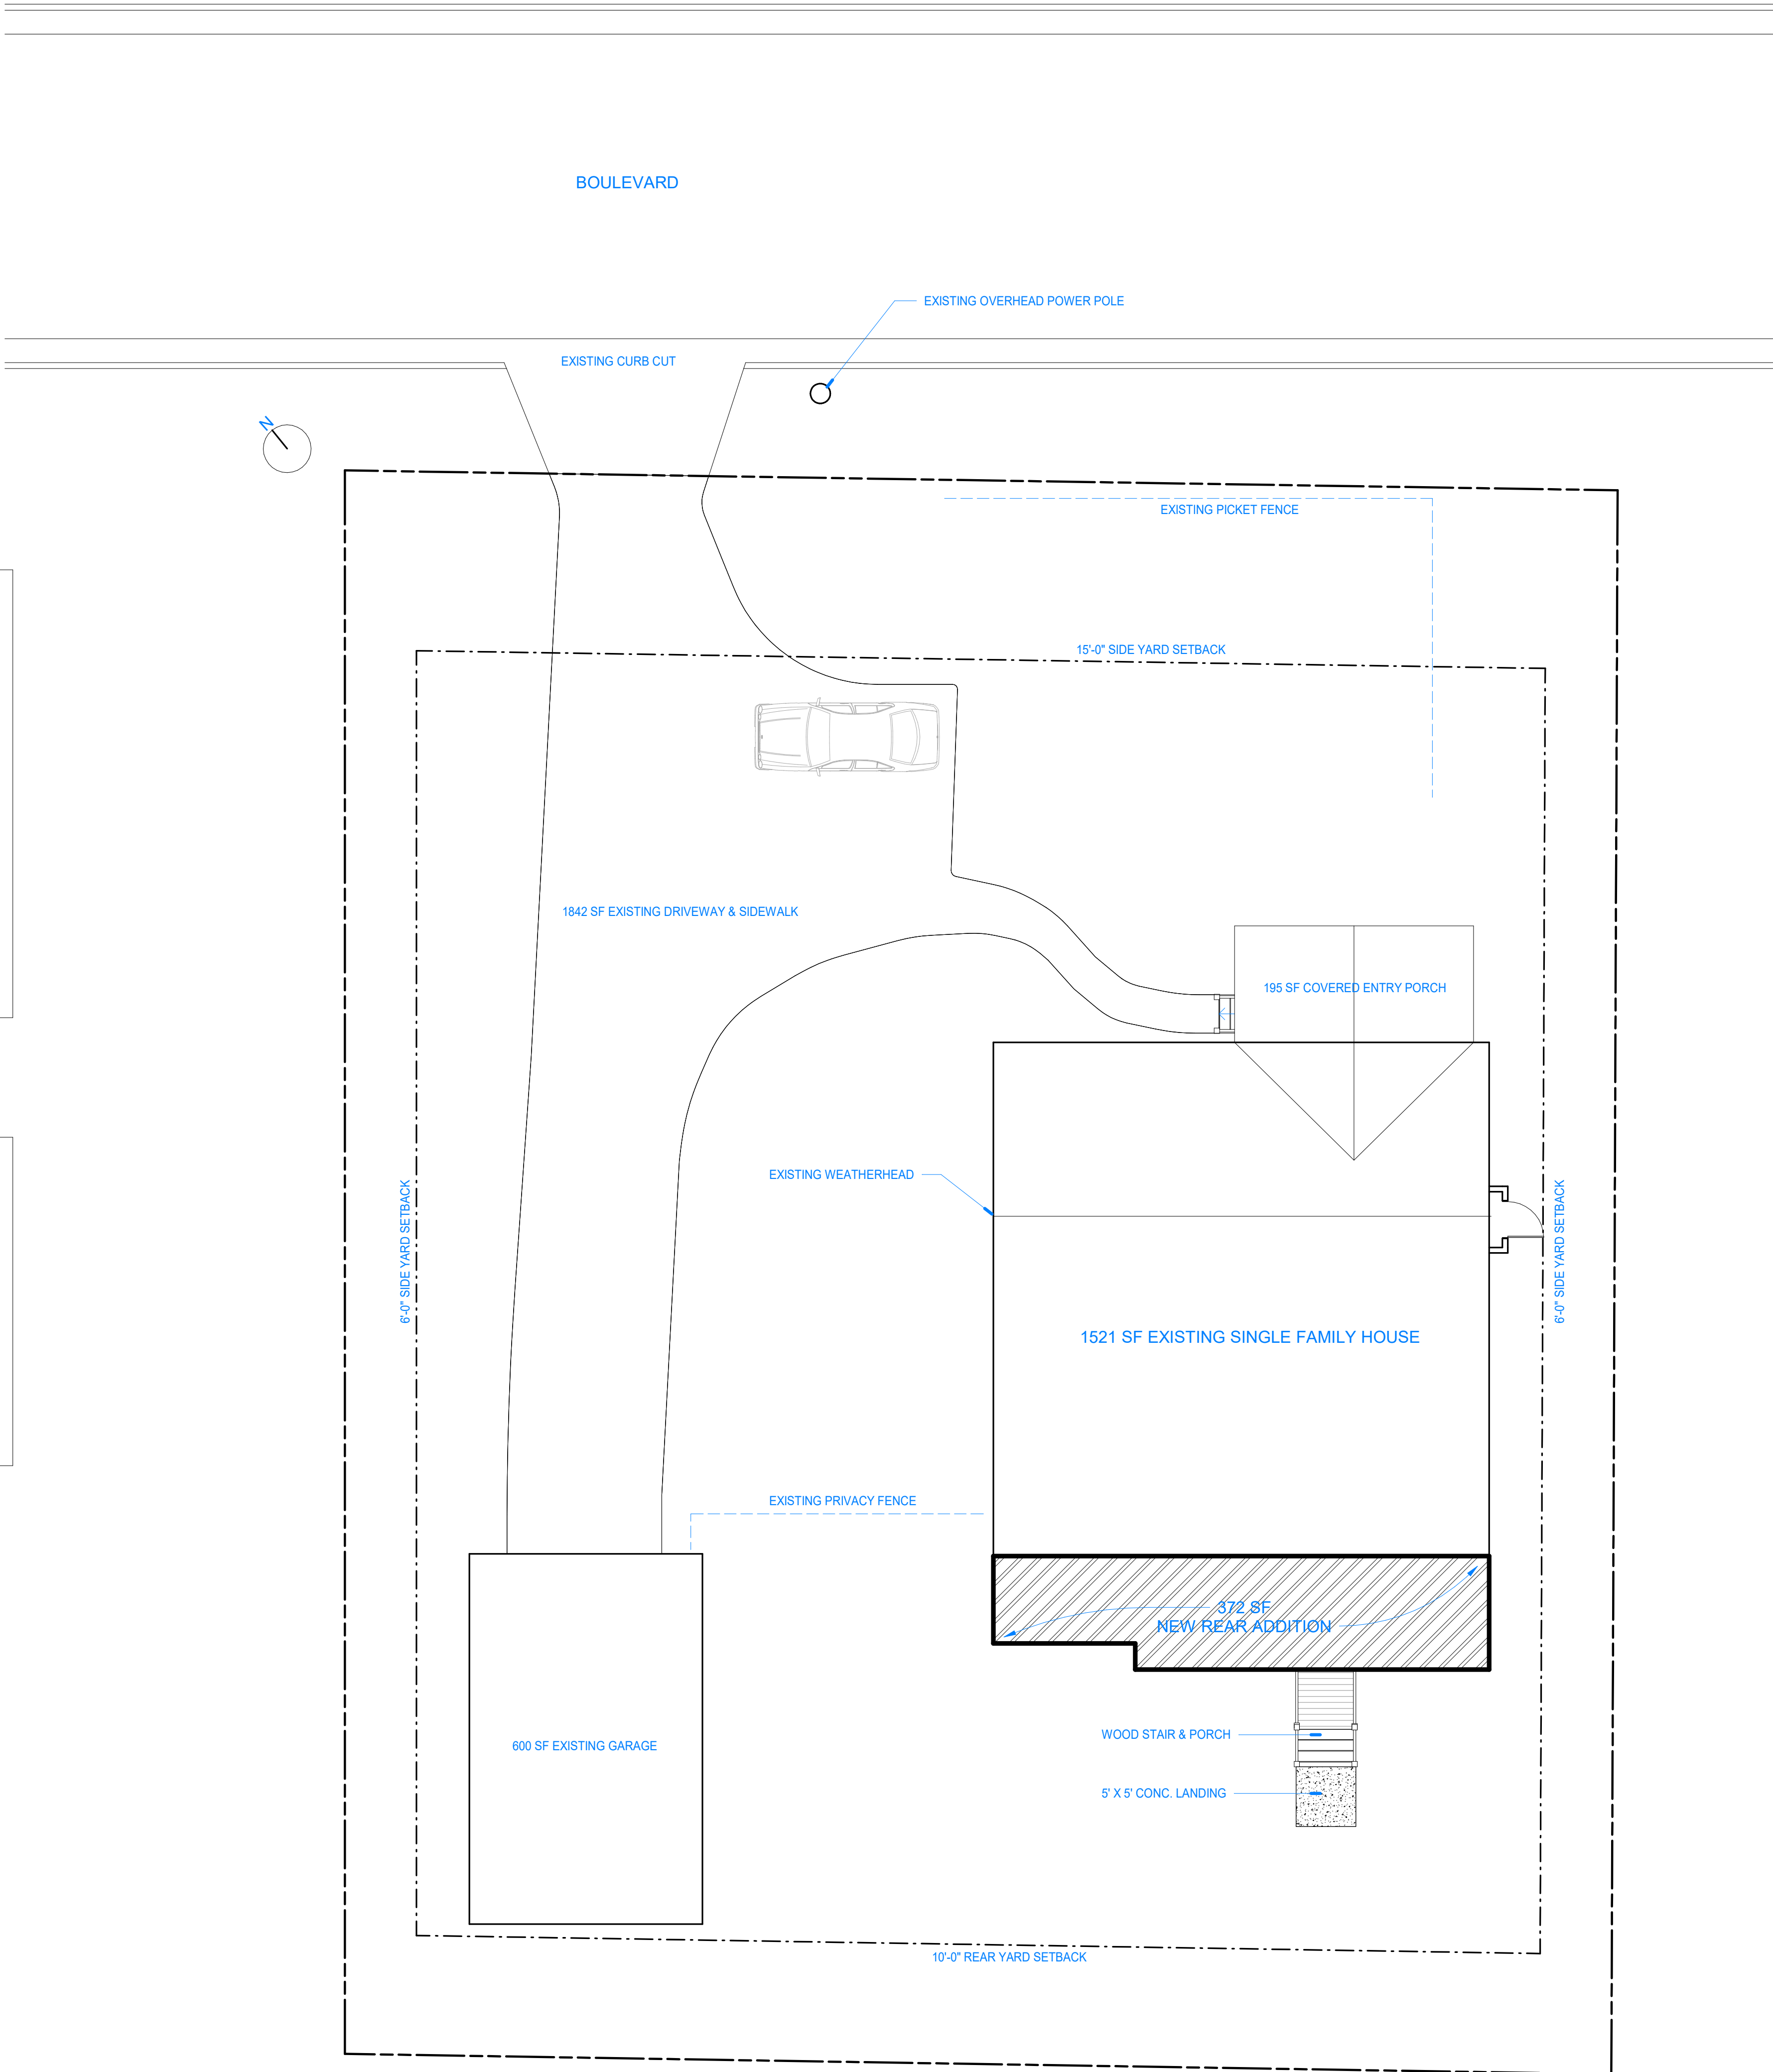 BOULEVARD
EXISTING OVERHEAD POWER POLE
EXISTING CURB CUT
N
EXISTING PICKET FENCE
15'-0" SIDE YARD SETBACK
1842 SF EXISTING DRIVEWAY & SIDEWALK
195 SF COVERED ENTRY PORCH
EXISTING WEATHERHEAD
6'-0" SIDE YARD SETBACK
6'-0" SIDE YARD SETBACK
1521 SF EXISTING SINGLE FAMILY HOUSE
EXISTING PRIVACY FENCE
372 SF
NEW REAR ADDITION
WOOD STAIR & PORCH
600 SF EXISTING GARAGE
5' X 5' CONC. LANDING
10'-0" REAR YARD SETBACK